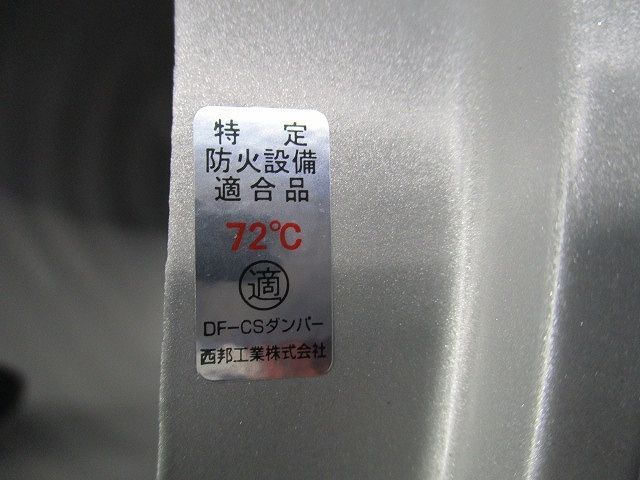 特 定
防火設備
適合品
72℃
適
DF-CSダンパー
西邦工業株式会社